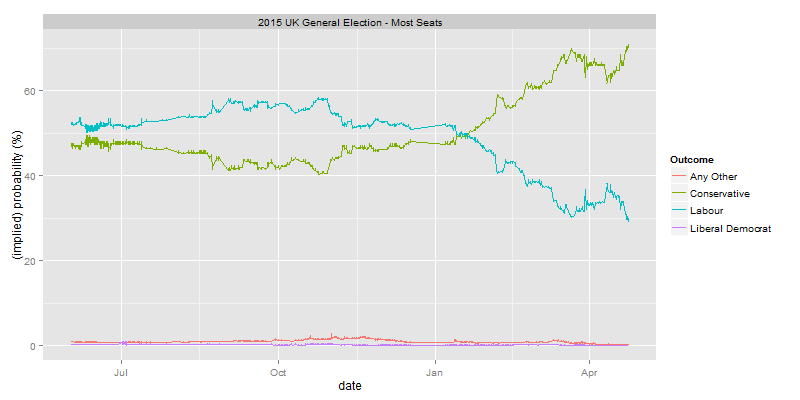 2015 UK General Election - Most Seats
(implied) probability (%)
60
40
20
0
Jul
Oct
Jan
Apr
date
Outcome
Any Other
Conservative
Labour
Liberal Democrat